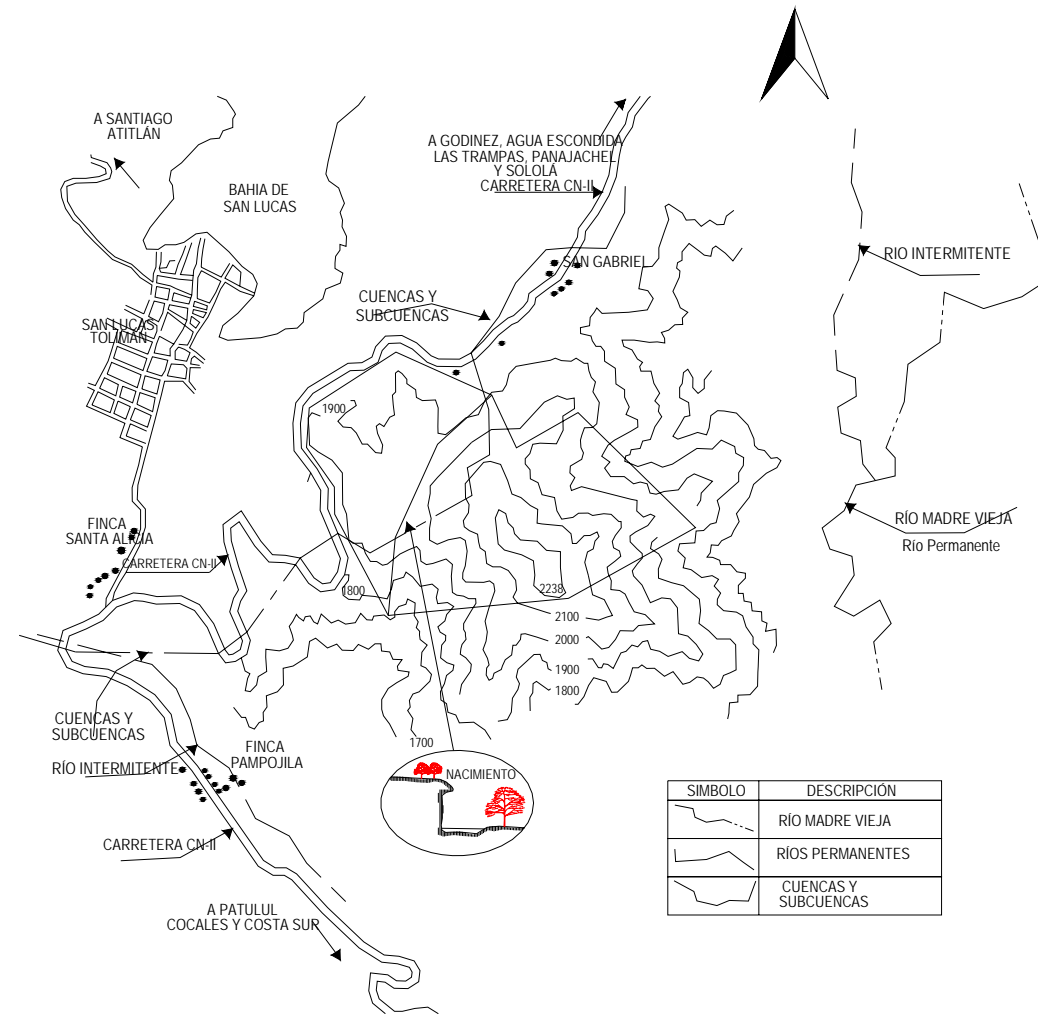 A SANTIAGO
ATITLÁN
BAHIA DE
SAN LUCAS
A GODINEZ, AGUA ESCONDIDA
LAS TRAMPAS, PANAJACHEL
Y SOLOLÁ
CARRETERA CN-II
RIO INTERMITENTE
SAN GABRIEL
CUENCAS Y
SUBCUENCAS
SAN LUCAS
TOLIMÁN
1900
FINCA
SANTA ALICIA
CARRETERA CN-II
RÍO MADRE VIEJA
Río Permanente
1800
2238
2100
2000
1900
1800
1700
CUENCAS Y
SUBCUENCAS
RÍO INTERMITENTE
FINCA
PAMPOJILA
NACIMIENTO
CARRETERA CN-II
A PATULUL
COCALES Y COSTA SUR
SIMBOLO DESCRIPCIÓN
RÍO MADRE VIEJA
RÍOS PERMANENTES
CUENCAS Y
SUBCUENCAS